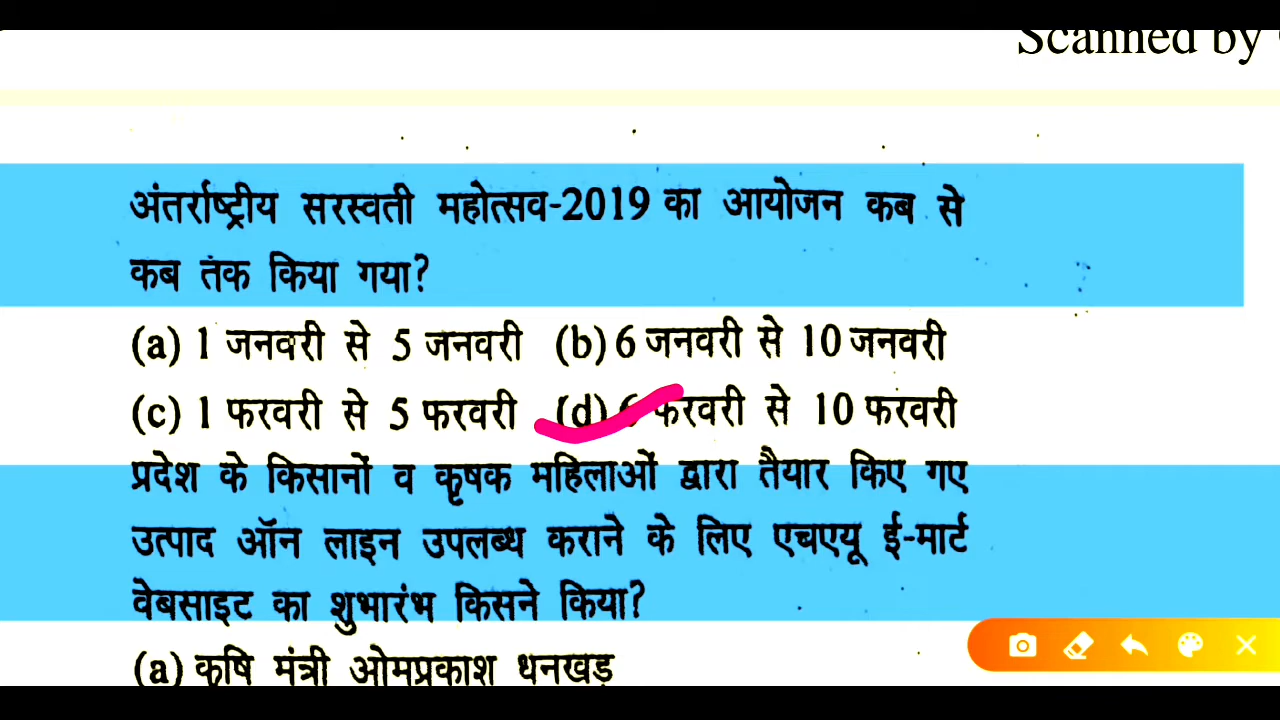 Scanned by
अंतर्राष्ट्रीय सरस्वती महोत्सव-2019 का आयोजन कब से
कब तक किया गया?
(a) 1 जनवरी से 5 जनवरी (b) 6 जनवरी से 10 जनवरी
(c) 1 फरवरी से 5 फरवरी (d) 6 फरवरी से 10 फरवरी
प्रदेश के किसानों व कृषक महिलाओं द्वारा तैयार किए गए
उत्पाद ऑन लाइन उपलब्ध कराने के लिए एचएयू ई-मार्ट
वेबसाइट का शुभारंभ किसने किया?
(a) कृषि मंत्री ओमप्रकाश धनखड़